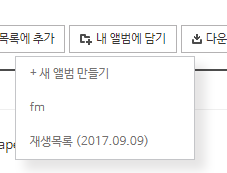 목록에 추가 내 앨범에 담기 다운
+ 새 앨범 만들기
fm
재생목록 (2017.09.09)